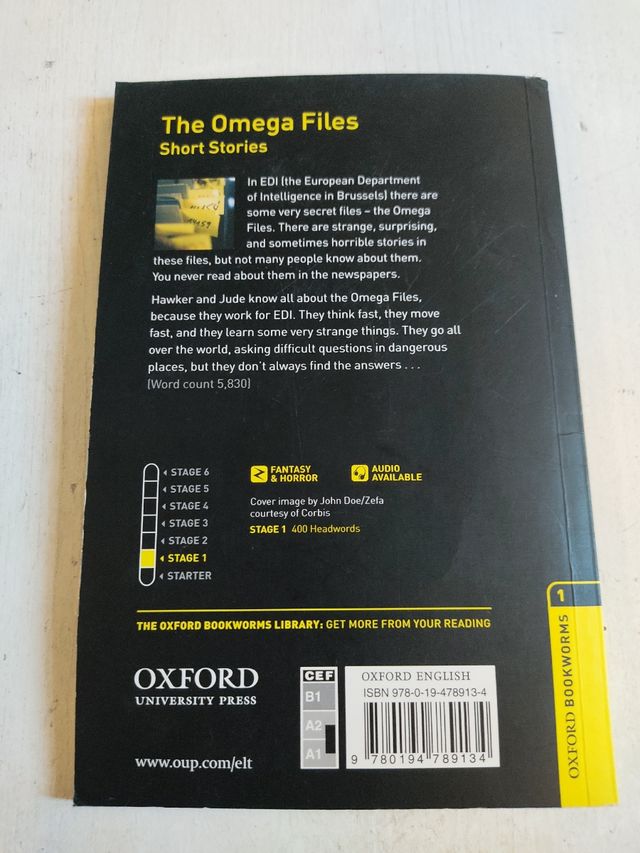 The Omega Files
Short Stories
In EDI (the European Department
of Intelligence in Brussels) there are
some very secret files – the Omega
Files. There are strange, surprising,
and sometimes horrible stories in
these files, but not many people know about them.
You never read about them in the newspapers.
Hawker and Jude know all about the Omega Files,
because they work for EDI. They think fast, they move
fast, and they learn some very strange things. They go all
over the world, asking difficult questions in dangerous
places, but they don't always find the answers . . .
(Word count 5,830)
STAGE 6
STAGE 5
STAGE 4
STAGE 3
STAGE 2
STAGE 1
STARTER
FANTASY
& HORROR
AUDIO
AVAILABLE
Cover image by John Doe/Zefa
courtesy of Corbis
STAGE 1 400 Headwords
THE OXFORD BOOKWORMS LIBRARY: GET MORE FROM YOUR READING
OXFORD
UNIVERSITY PRESS
www.oup.com/elt
CEF
B1
A2
A1
OXFORD ENGLISH
ISBN 978-0-19-478913-4
9 780194 789134
OXFORD BOOKWORMS 1